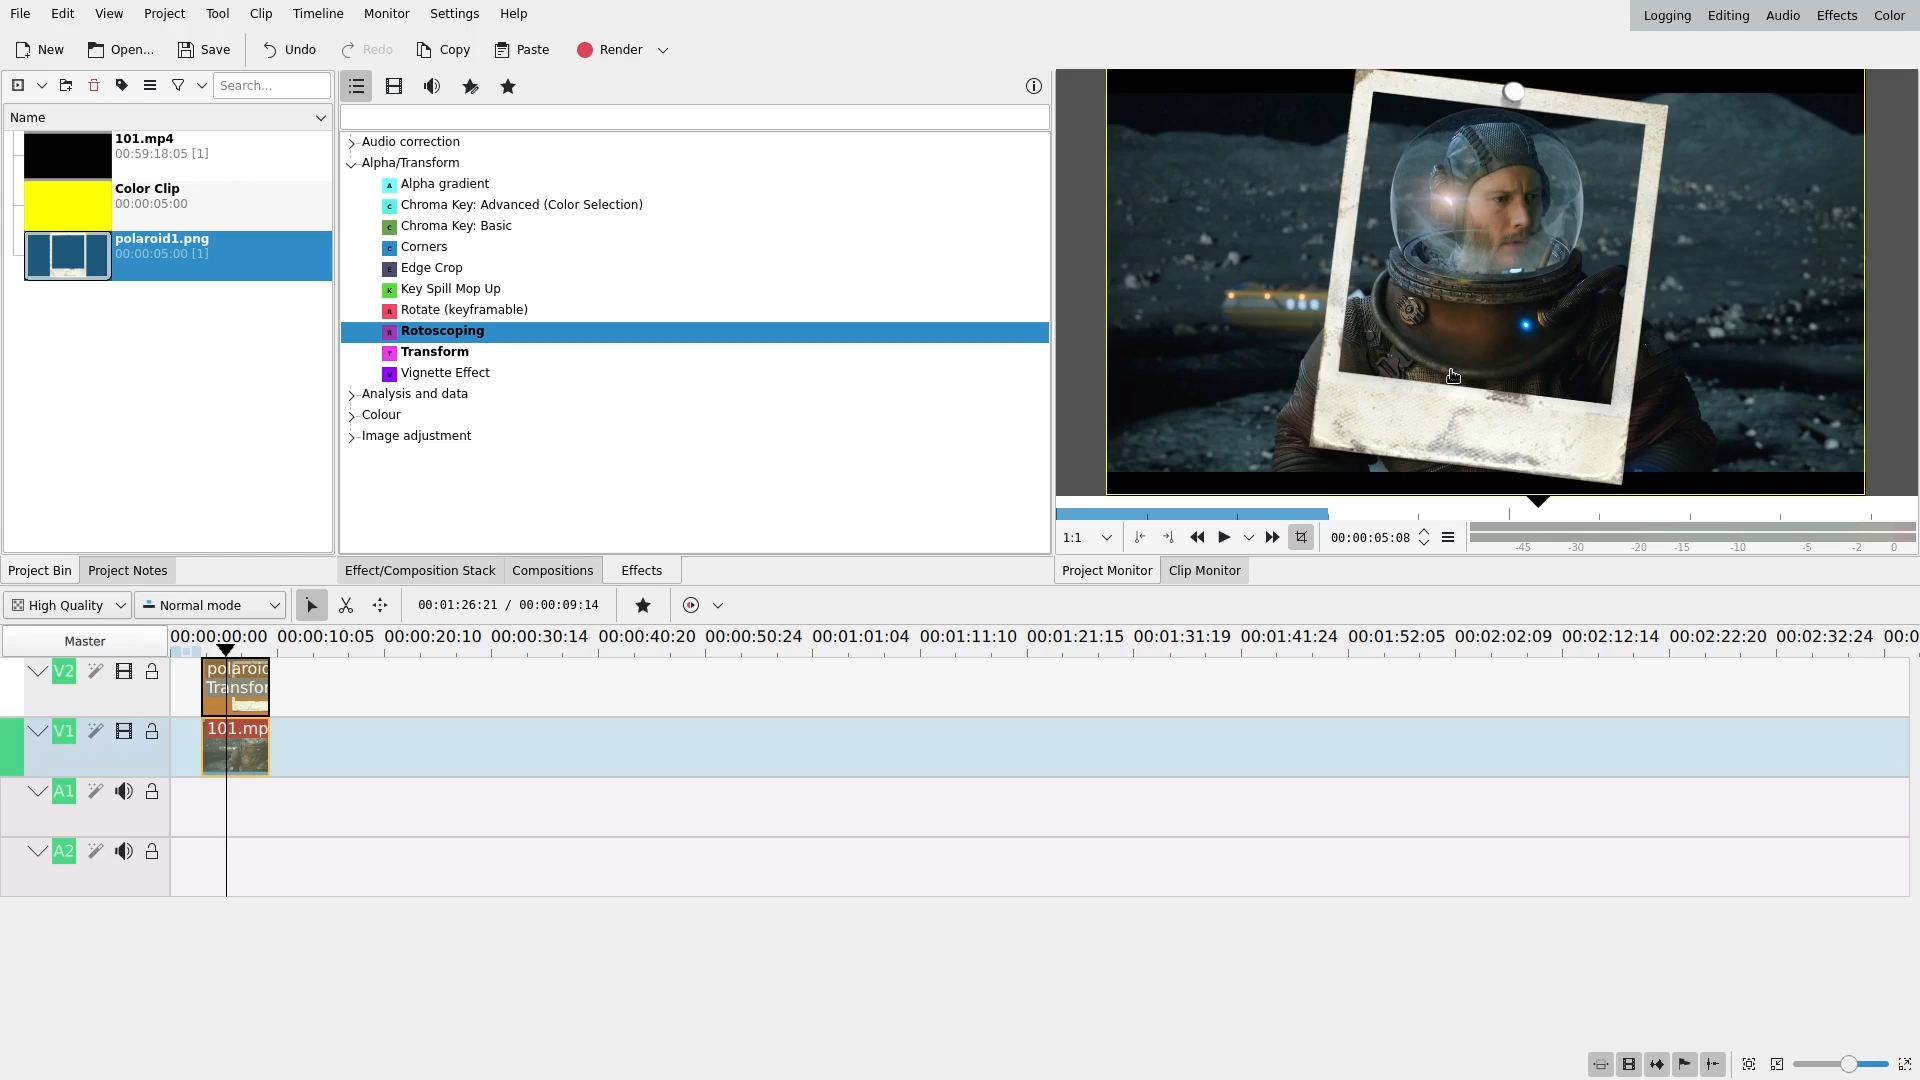 File Edit View Project Tool Clip Timeline Monitor Settings Help
Logging Editing Audio Effects Color
New Open... Save Undo Redo Copy Paste Render
Search...
Name
101.mp4
00:59:18:05 [1]
Color Clip
00:00:05:00
polaroid1.png
00:00:05:00 [1]
Audio correction
Alpha/Transform
A Alpha gradient
C Chroma Key: Advanced (Color Selection)
C Chroma Key: Basic
C Corners
E Edge Crop
K Key Spill Mop Up
R Rotate (keyframable)
R Rotoscoping
T Transform
V Vignette Effect
Analysis and data
Colour
Image adjustment
1:1 00:00:05:08
-45 -30 -20 -15 -10 -5 -2 0
Project Bin Project Notes Effect/Composition Stack Compositions Effects Project Monitor Clip Monitor
High Quality Normal mode 00:01:26:21 / 00:00:09:14
Master 00:00:00:00 00:00:10:05 00:00:20:10 00:00:30:14 00:00:40:20 00:00:50:24 00:01:01:04 00:01:11:10 00:01:21:15 00:01:31:19 00:01:41:24 00:01:52:05 00:02:02:09 00:02:12:14 00:02:22:20 00:02:32:24 00:0
V2 polaroid
Transfor
V1 101.mp
A1
A2